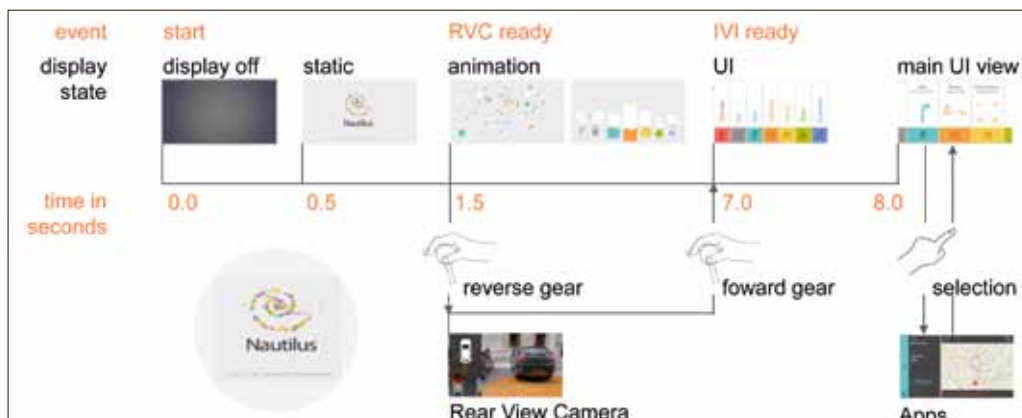 event start RVC ready IVI ready
display state display off static animation UI main UI view
Nautilus
time in seconds 0.0 0.5 1.5 7.0 8.0
reverse gear foward gear selection
Nautilus
Rear View Camera Apps